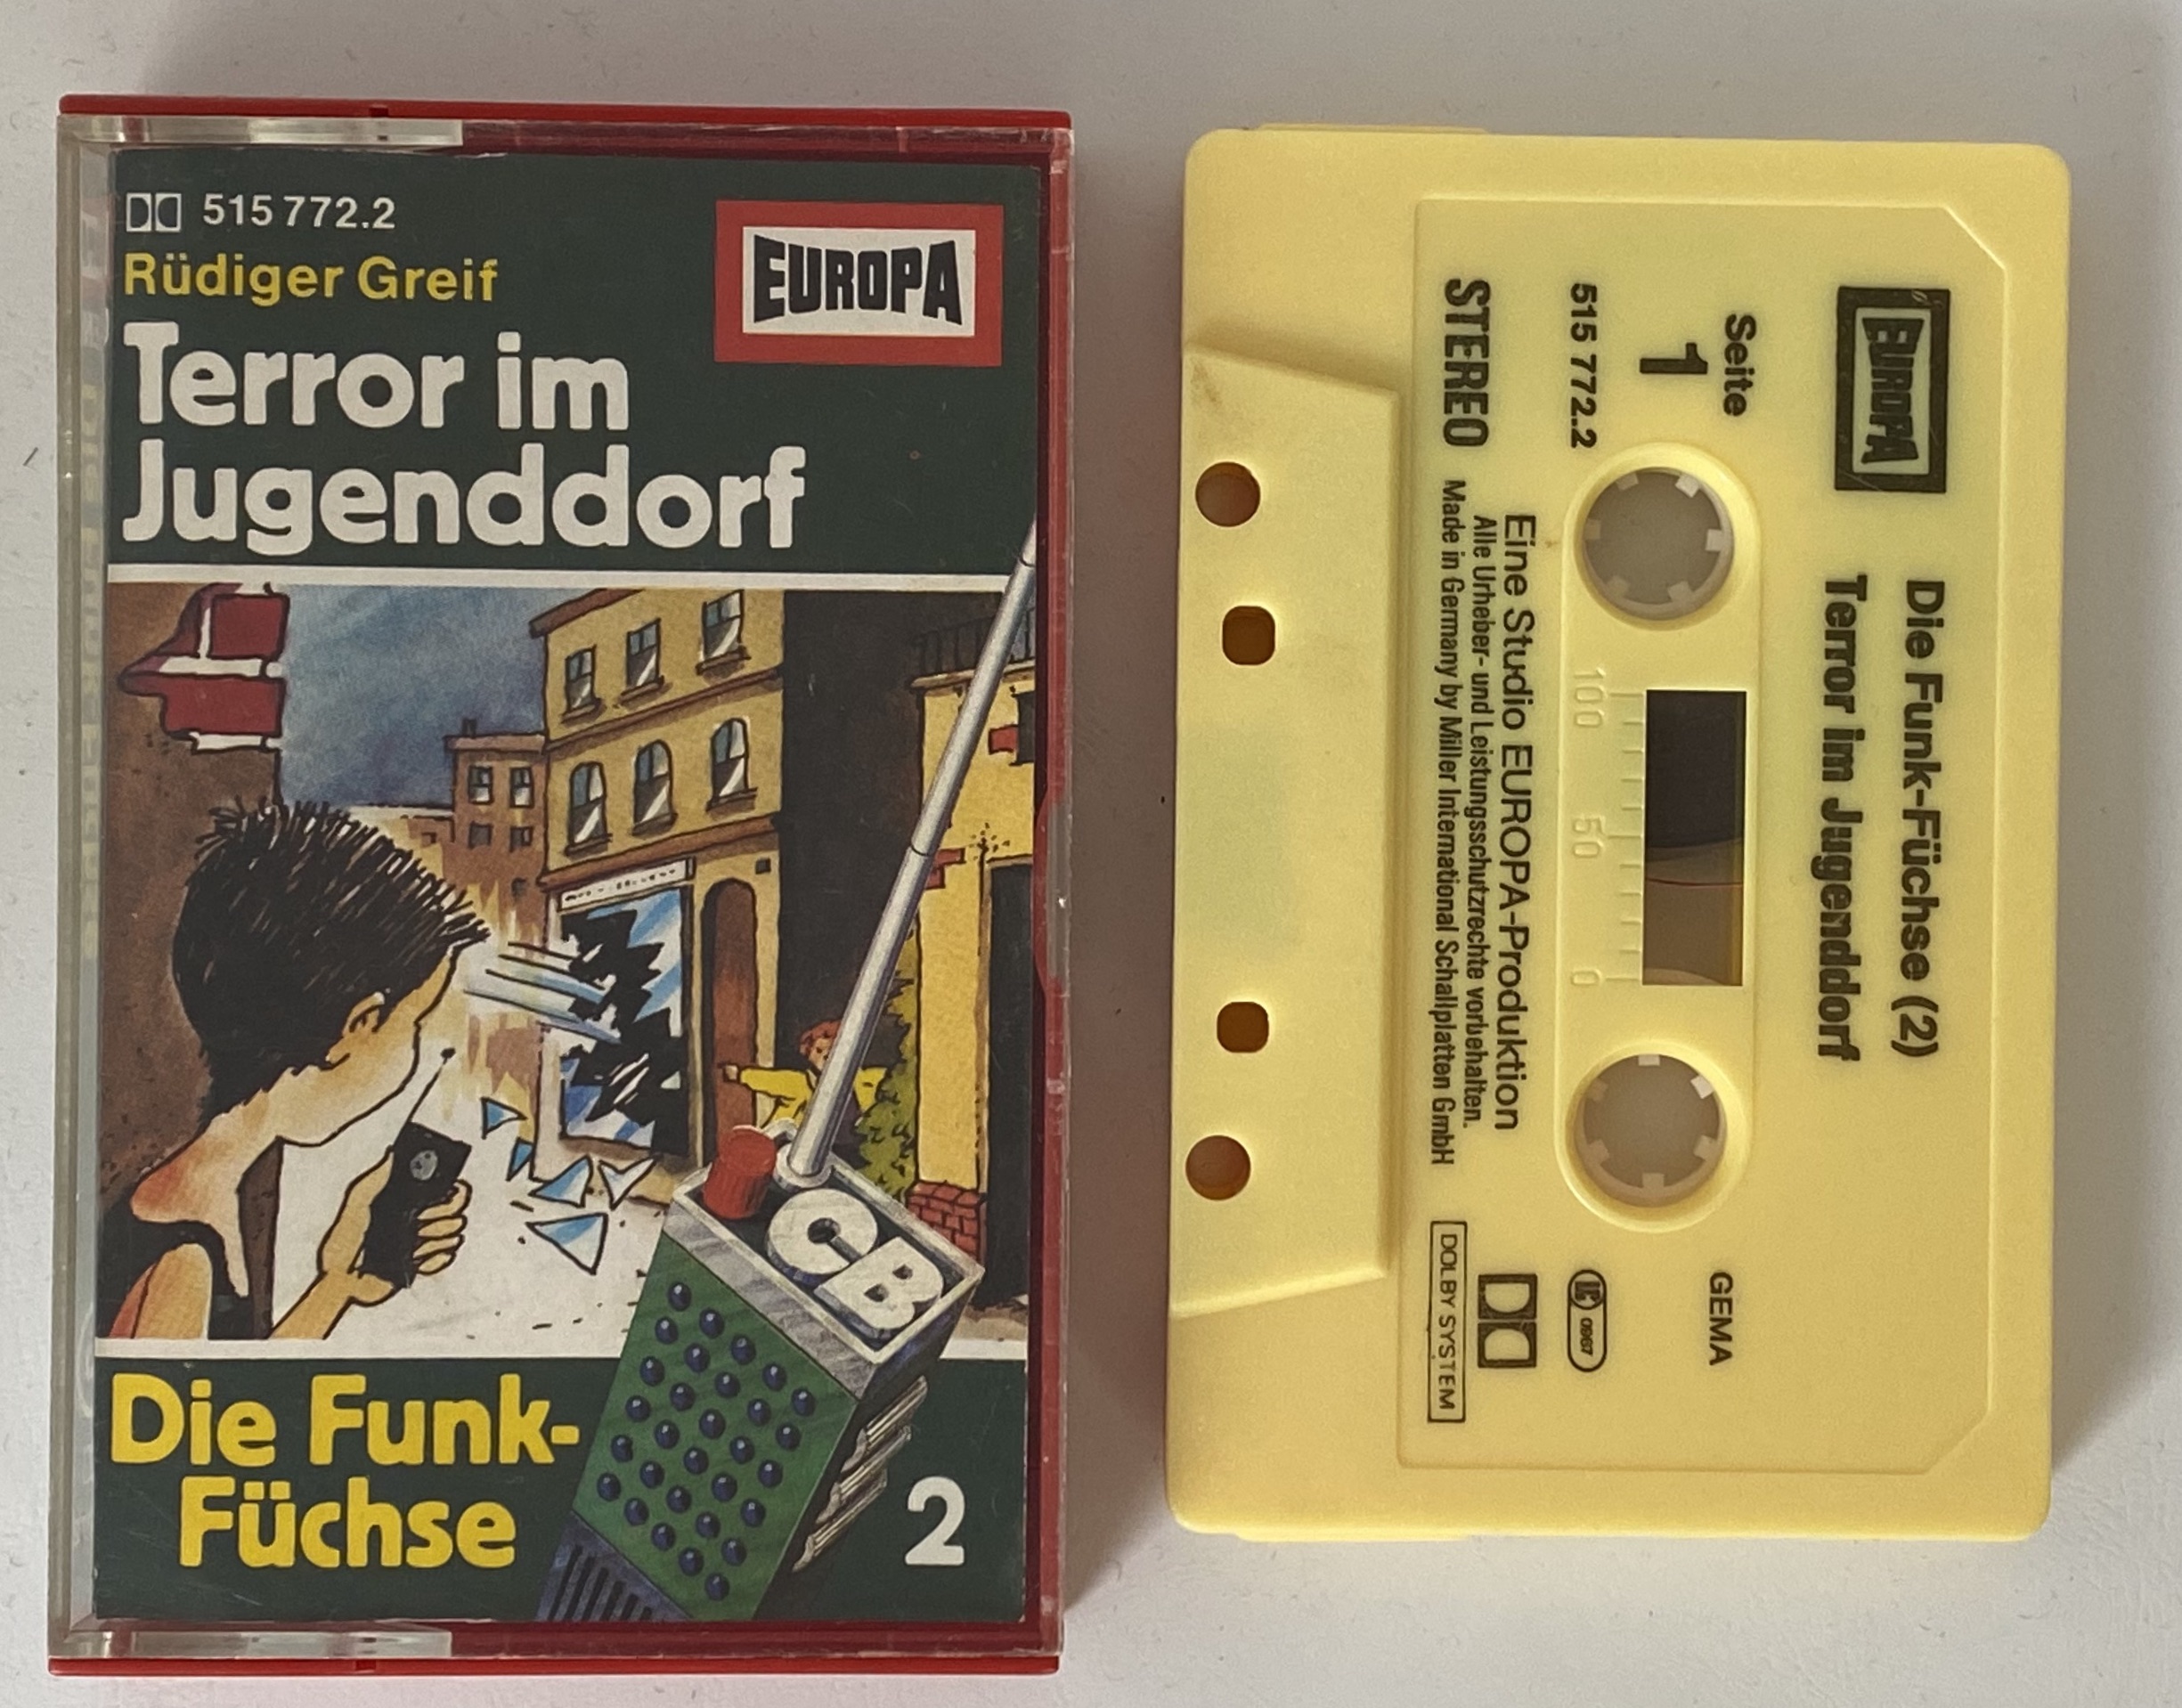 515 772.2
Rüdiger Greif
EUROPA
Terror im
Jugenddorf
CB
Die Funk-
Füchse
2
EUROPA
Die Funk-Füchse (2)
Terror im Jugenddorf
Seite
1
515 772.2
STEREO
100 50 0
Eine Studio EUROPA-Produktion
Alle Urheber- und Leistungsschutzrechte vorbehalten.
Made in Germany by Miller International Schallplatten GmbH
GEMA
LC 0967
DOLBY SYSTEM